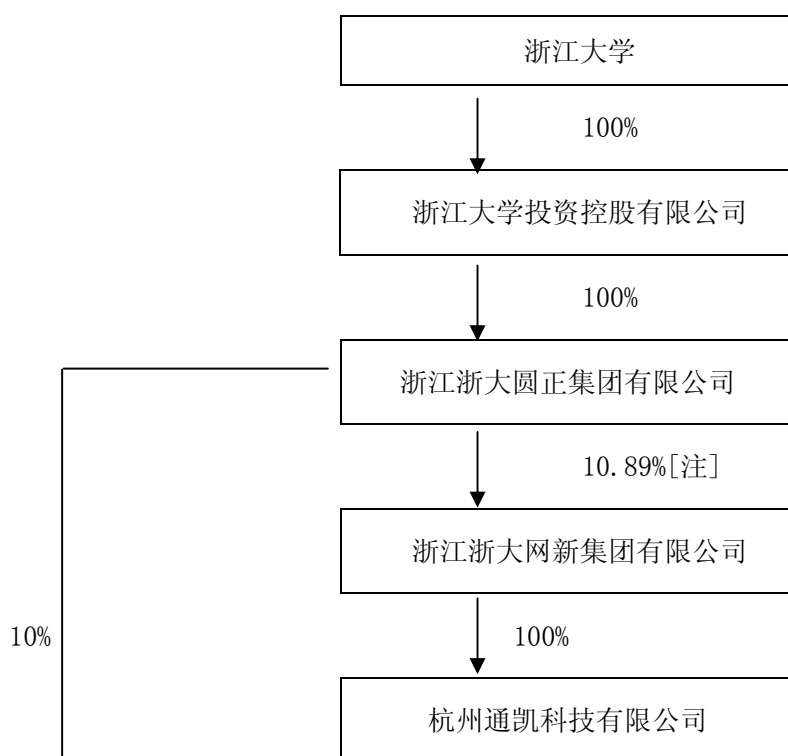 浙江大学
100%
浙江大学投资控股有限公司
100%
浙江浙大圆正集团有限公司
10.89%[注]
浙江浙大网新集团有限公司
10%
100%
杭州通凯科技有限公司